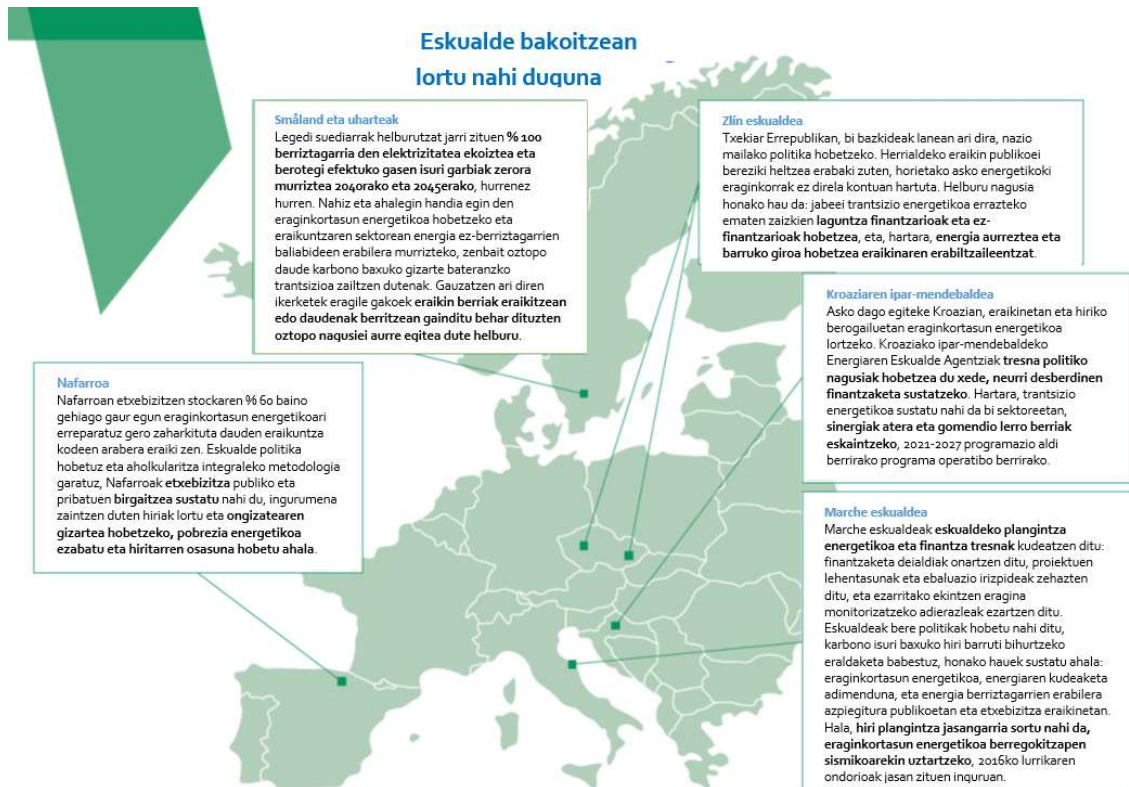 Eskualde bakoitzean
lortu nahi duguna
Småland eta uharteak
Legedi suediarrak helburutzat jarri zituen % 100
berriztagarria den elektrizitatea ekoiztea eta
berotegi efektuko gasen isuri garbiak zerora
murriztea 2040rako eta 2045erako, hurrenez
hurren. Nahiz eta ahalegin handia egin den
eraginkortasun energetikoa hobetzeko eta
eraikuntzaren sektorean energia ez-berriztagarrien
baliabideen erabilera murrizteko, zenbait oztopo
daude karbono baxuko gizarte bateranzko
trantsizioa zailtzen dutenak. Gauzatzen ari diren
ikerketek eragile gakoek eraikin berriak eraikitzean
edo daudenak berritzean gainditu behar dituzten
oztopo nagusiei aurre egitea dute helburu.
Zlín eskualdea
Txekiar Errepublikan, bi bazkideak lanean ari dira, nazio
mailako politika hobetzeko. Herrialdeko eraikin publikoei
bereziki heltzea erabaki zuten, horietako asko energetikoki
eraginkorrak ez direla kontuan hartuta. Helburu nagusia
honako hau da: jabeei trantsizio energetikoa errazteko
ematen zaizkien laguntza finantzarioak eta ez-
finantzarioak hobetzea, eta, hartara, energia aurreztea eta
barruko giroa hobetzea eraikinaren erabiltzaileentzat.
Kroaziaren ipar-mendebaldea
Asko dago egiteke Kroazian, eraikinetan eta hiriko
berogailuetan eraginkortasun energetikoa
lortzeko. Kroaziako ipar-mendebaldeko
Energiaren Eskualde Agentziak tresna politiko
nagusiak hobetzea du xede, neurri desberdinen
finantzaketa sustatzeko. Hartara, trantsizio
energetikoa sustatu nahi da bi sektoreetan,
sinergiak atera eta gomendio lerro berriak
eskaintzeko, 2021-2027 programazio aldi
berrirako programa operatibo berrirako.
Nafarroa
Nafarroan etxebizitzen stockaren % 60 baino
gehiago gaur egun eraginkortasun energetikoari
erreparatuz gero zaharkituta dauden eraikuntza
kodeen arabera eraiki zen. Eskualde politika
hobetuz eta aholkularitza integraleko metodologia
garatuz, Nafarroak etxebizitza publiko eta
pribatuen birgaitzea sustatu nahi du, ingurumena
zaintzen duten hiriak lortu eta ongizatearen
gizartea hobetzeko, pobrezia energetikoa
ezabatu eta hiritarren osasuna hobetu ahala.
Marche eskualdea
Marche eskualdeak eskualdeko plangintza
energetikoa eta finantza tresnak kudeatzen ditu:
finantzaketa deialdiak onartzen ditu, proiektuen
lehentasunak eta ebaluazio irizpideak zehazten
ditu, eta ezarritako ekintzen eragina
monitorizatzeko adierazleak ezartzen ditu.
Eskualdeak bere politikak hobetu nahi ditu,
karbono isuri baxuko hiri barruti bihurtzeko
eraldaketa babestuz, honako hauek sustatu ahala:
eraginkortasun energetikoa, energiaren kudeaketa
adimenduna, eta energia berriztagarrien erabilera
azpiegitura publikoetan eta etxebizitza eraikinetan.
Hala, hiri plangintza jasangarria sortu nahi da,
eraginkortasun energetikoa berregokitzapen
sismikoarekin uztartzeko, 2016ko lurrikaren
ondorioak jasan zituen inguruan.